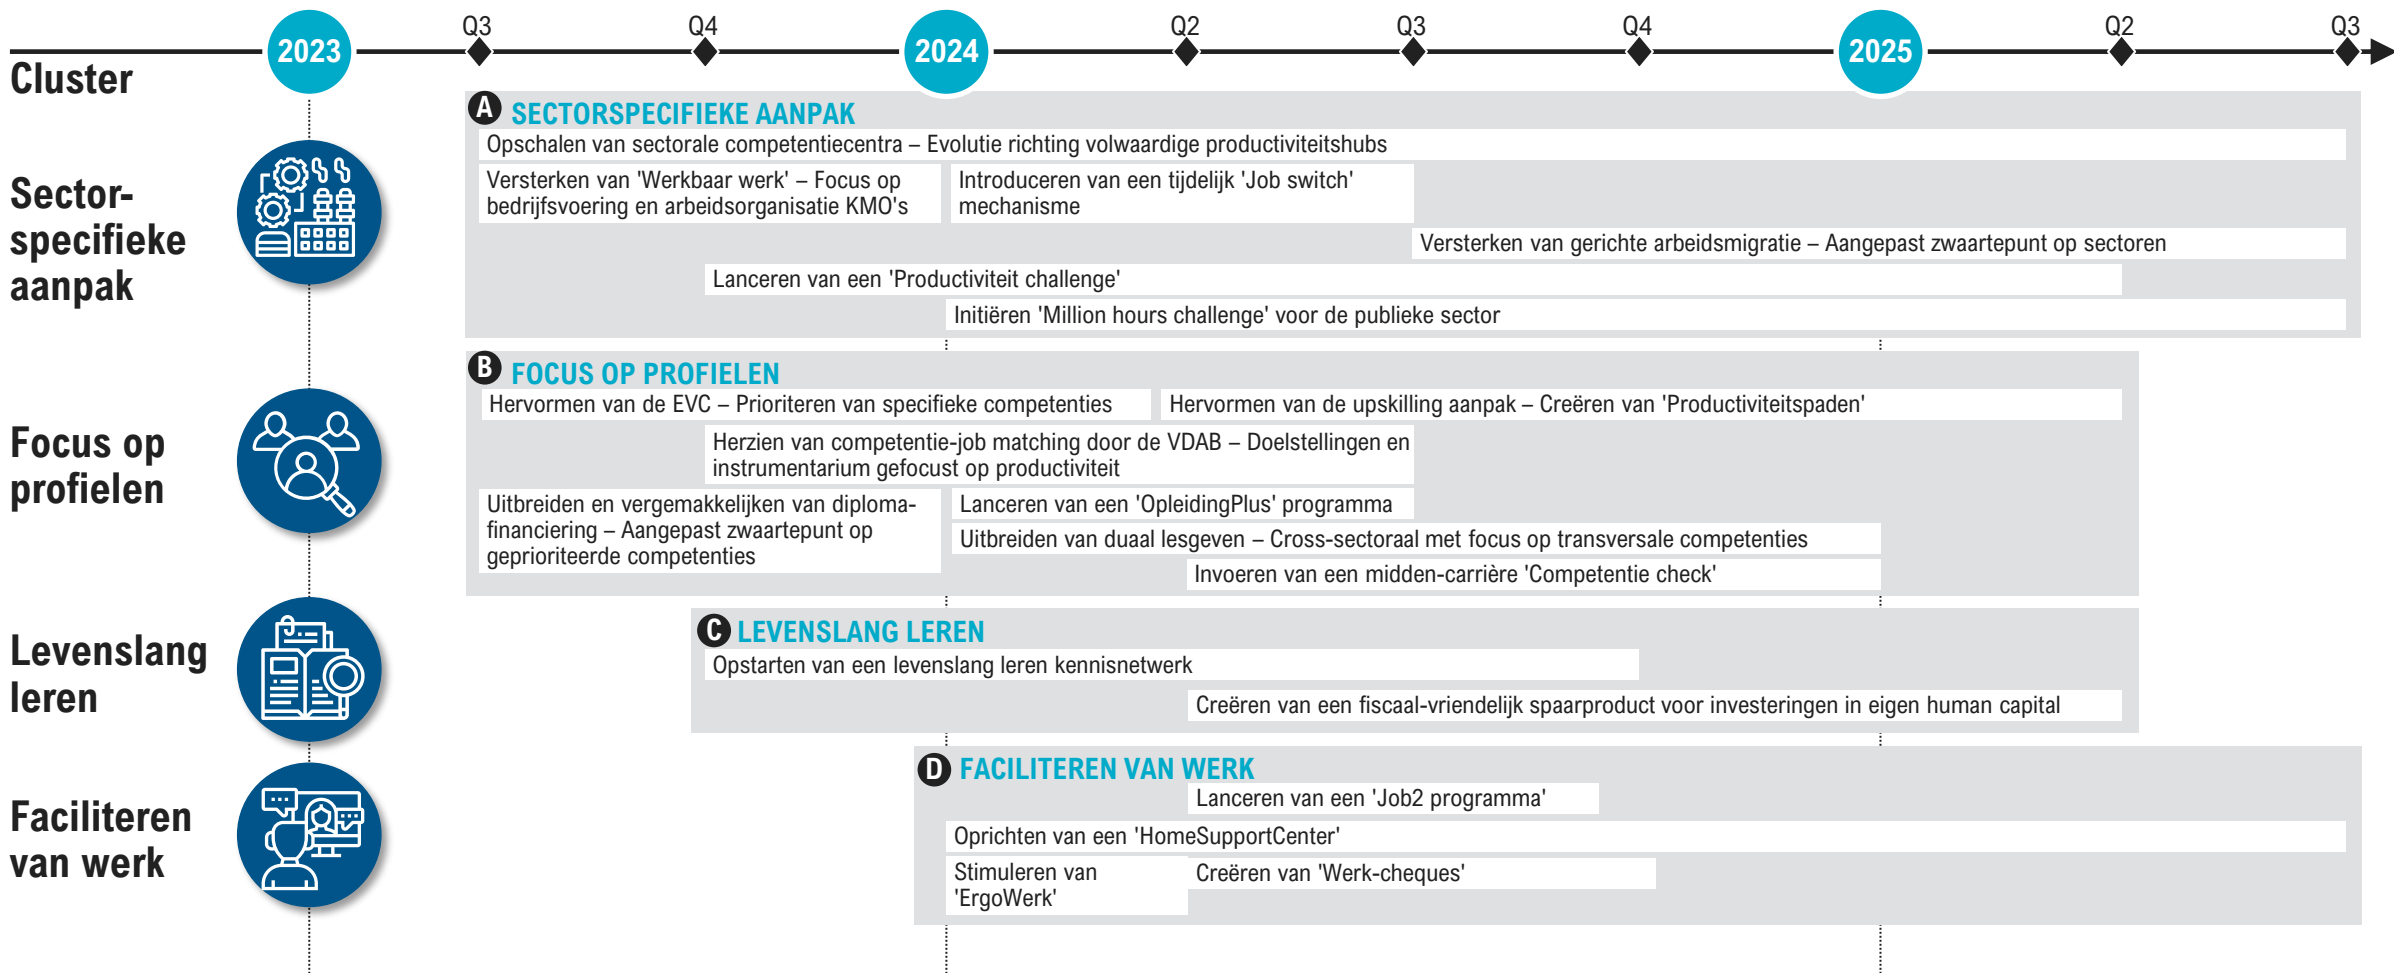 Q3
Q4
Q2
Q3
Q4
Q2
Q3
2023
2024
2025
Cluster
A SECTORSPECIFIEKE AANPAK
Opschalen van sectorale competentiecentra – Evolutie richting volwaardige productiviteitshubs
Sector-
specifieke
aanpak
Versterken van 'Werkbaar werk' – Focus op
bedrijfsvoering en arbeidsorganisatie KMO's
Introduceren van een tijdelijk 'Job switch'
mechanisme
Versterken van gerichte arbeidsmigratie – Aangepast zwaartepunt op sectoren
Lanceren van een 'Productiviteit challenge'
Initiëren 'Million hours challenge' voor de publieke sector
B FOCUS OP PROFIELEN
Hervormen van de EVC – Prioriteren van specifieke competenties
Hervormen van de upskilling aanpak – Creëren van 'Productiviteitspaden'
Focus op
profielen
Herzien van competentie-job matching door de VDAB – Doelstellingen en
instrumentarium gefocust op productiviteit
Uitbreiden en vergemakkelijken van diploma-
financiering – Aangepast zwaartepunt op
geprioriteerde competenties
Lanceren van een 'OpleidingPlus' programma
Uitbreiden van duaal lesgeven – Cross-sectoraal met focus op transversale competenties
Invoeren van een midden-carrière 'Competentie check'
C LEVENSLANG LEREN
Levenslang
leren
Opstarten van een levenslang leren kennisnetwerk
Creëren van een fiscaal-vriendelijk spaarproduct voor investeringen in eigen human capital
D FACILITEREN VAN WERK
Faciliteren
van werk
Lanceren van een 'Job2 programma'
Oprichten van een 'HomeSupportCenter'
Stimuleren van
'ErgoWerk'
Creëren van 'Werk-cheques'